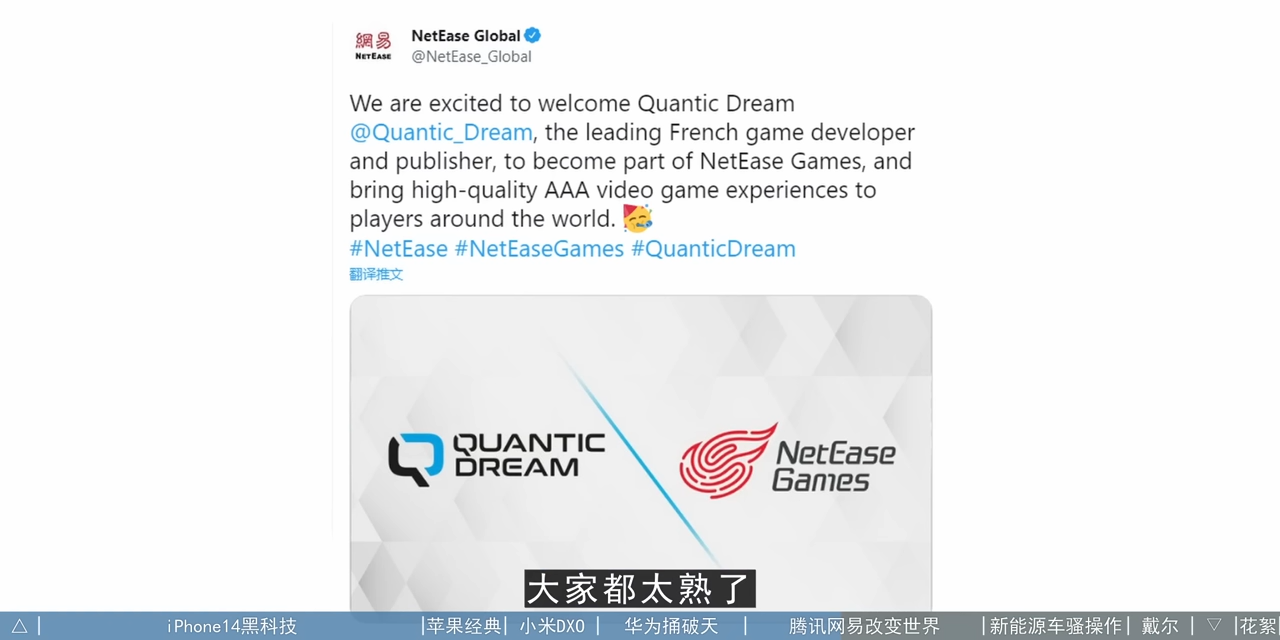 網易
NETEASE
NetEase Global
@NetEase_Global
We are excited to welcome Quantic Dream
@Quantic_Dream, the leading French game developer
and publisher, to become part of NetEase Games, and
bring high-quality AAA video game experiences to
players around the world. 🥳
#NetEase #NetEaseGames #QuanticDream
翻译推文
QUANTIC
DREAM
NetEase
Games
大家都太熟了
△ | iPhone14黑科技 |苹果经典| 小米DXO | 华为捅破天 | 腾讯网易改变世界 |新能源车骚操作| 戴尔 | ▽ |花絮